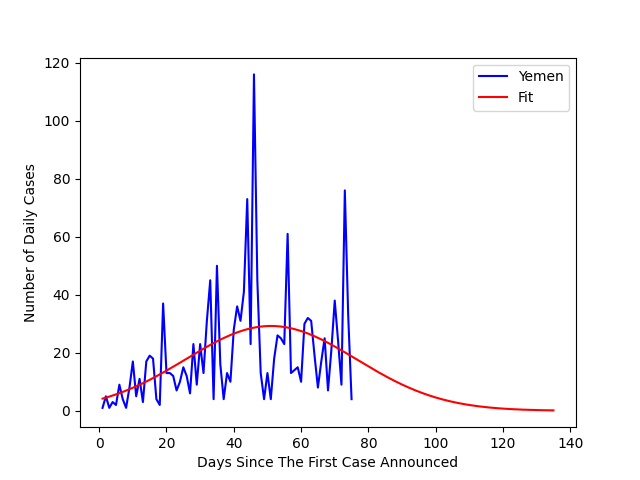 Yemen
Fit
120
100
80
60
40
20
0
Number of Daily Cases
0 20 40 60 80 100 120 140
Days Since The First Case Announced